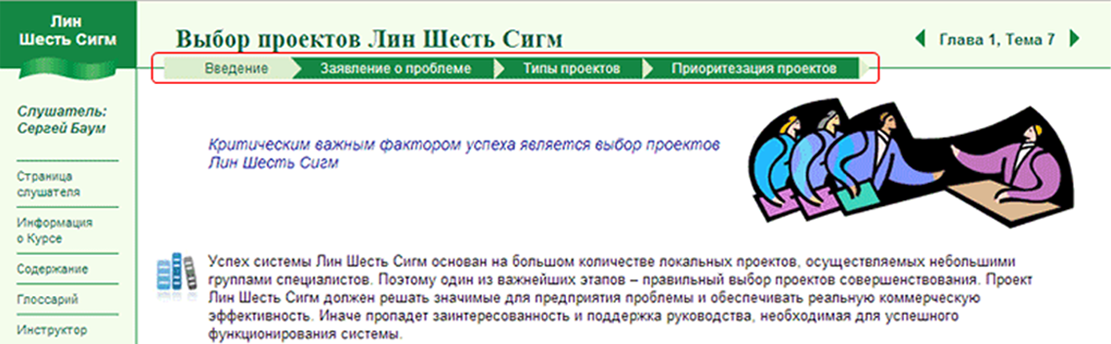 Лин
Шесть Сигм
Выбор проектов Лин Шесть Сигм
Глава 1, Тема 7
Введение
Заявление о проблеме
Типы проектов
Приоритезация проектов
Слушатель:
Сергей Баум
Страница
слушателя
Информация
о Курсе
Содержание
Глоссарий
Инструктор
Критическим важным фактором успеха является выбор проектов
Лин Шесть Сигм
Успех системы Лин Шесть Сигм основан на большом количестве локальных проектов, осуществляемых небольшими
группами специалистов. Поэтому один из важнейших этапов – правильный выбор проектов совершенствования. Проект
Лин Шесть Сигм должен решать значимые для предприятия проблемы и обеспечивать реальную коммерческую
эффективность. Иначе пропадет заинтересованность и поддержка руководства, необходимая для успешного
функционирования системы.